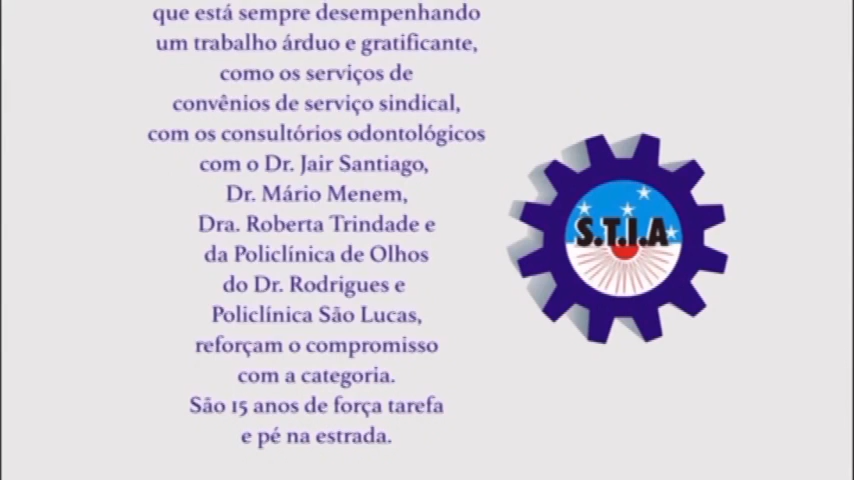 que está sempre desempenhando
um trabalho árduo e gratificante,
como os serviços de
convênios de serviço sindical,
com os consultórios odontológicos
com o Dr. Jair Santiago,
Dr. Mário Menem,
Dra. Roberta Trindade e
da Policlínica de Olhos
do Dr. Rodrigues e
Policlínica São Lucas,
reforçam o compromisso
com a categoria.
São 15 anos de força tarefa
e pé na estrada.
S.T.I.A